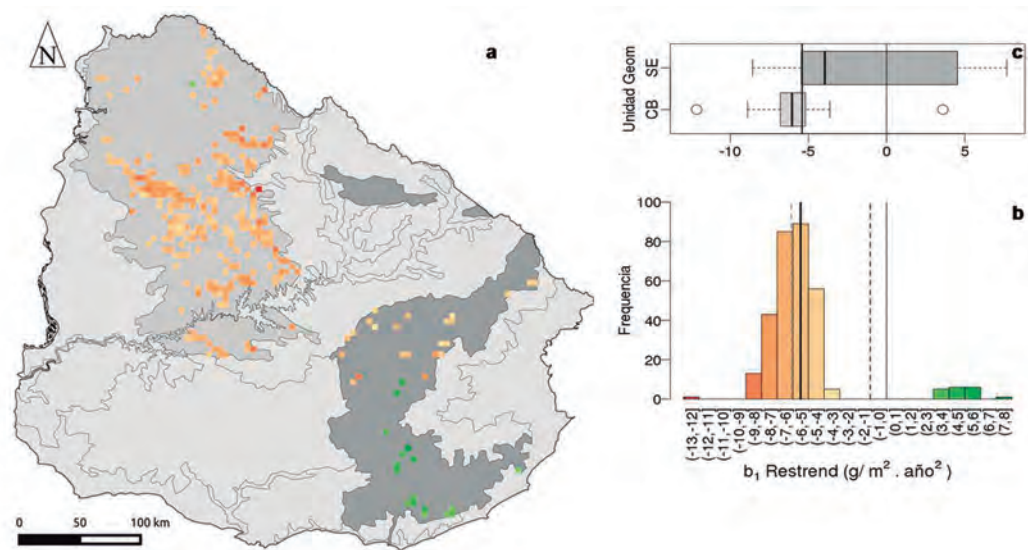 N
a
0 50 100 km
c
Unidad Geom
SE
CB
-10 -5 0 5
b
Frequencia
100
80
60
40
20
0
(-13,-12]
(-12,-11]
(-11,-10]
(-10,-9]
(-9,-8]
(-8,-7]
(-7,-6]
(-6,-5]
(-5,-4]
(-4,-3]
(-3,-2]
(-2,-1]
(-1,0]
(0,1]
(1,2]
(2,3]
(3,4]
(4,5]
(5,6]
(6,7]
(7,8]
b₁ Restrend (g/ m² . año²)